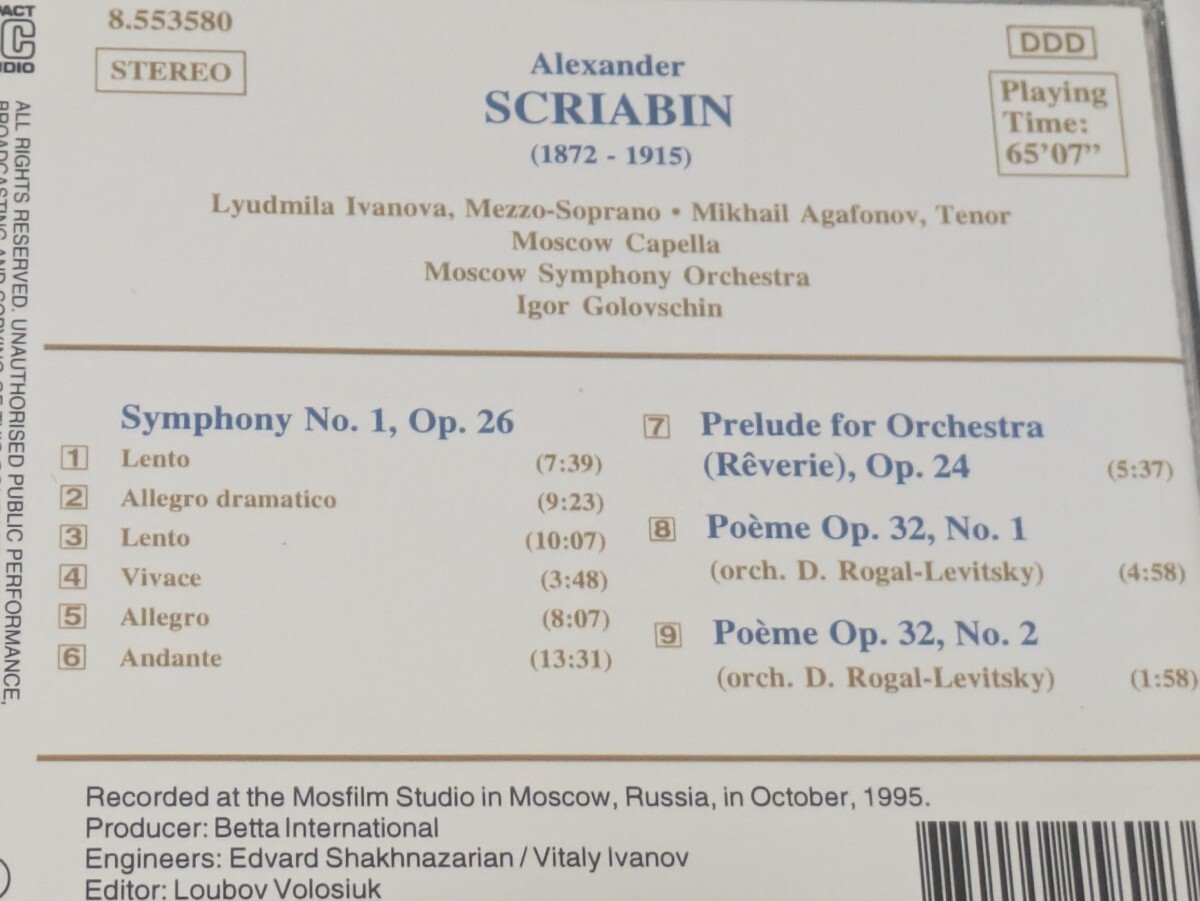 8.553580
STEREO
DDD
Playing
Time:
65’07”
Alexander
SCRIABIN
(1872 - 1915)
Lyudmila Ivanova, Mezzo-Soprano • Mikhail Agafonov, Tenor
Moscow Capella
Moscow Symphony Orchestra
Igor Golovschin
Symphony No. 1, Op. 26
1 Lento (7:39)
2 Allegro dramatico (9:23)
3 Lento (10:07)
4 Vivace (3:48)
5 Allegro (8:07)
6 Andante (13:31)
7 Prelude for Orchestra
(Rêverie), Op. 24 (5:37)
8 Poème Op. 32, No. 1
(orch. D. Rogal-Levitsky) (4:58)
9 Poème Op. 32, No. 2
(orch. D. Rogal-Levitsky) (1:58)
Recorded at the Mosfilm Studio in Moscow, Russia, in October, 1995.
Producer: Betta International
Engineers: Edvard Shakhnazarian / Vitaly Ivanov
Editor: Loubov Volosiuk
ALL RIGHTS RESERVED. UNAUTHORISED PUBLIC PERFORMANCE,